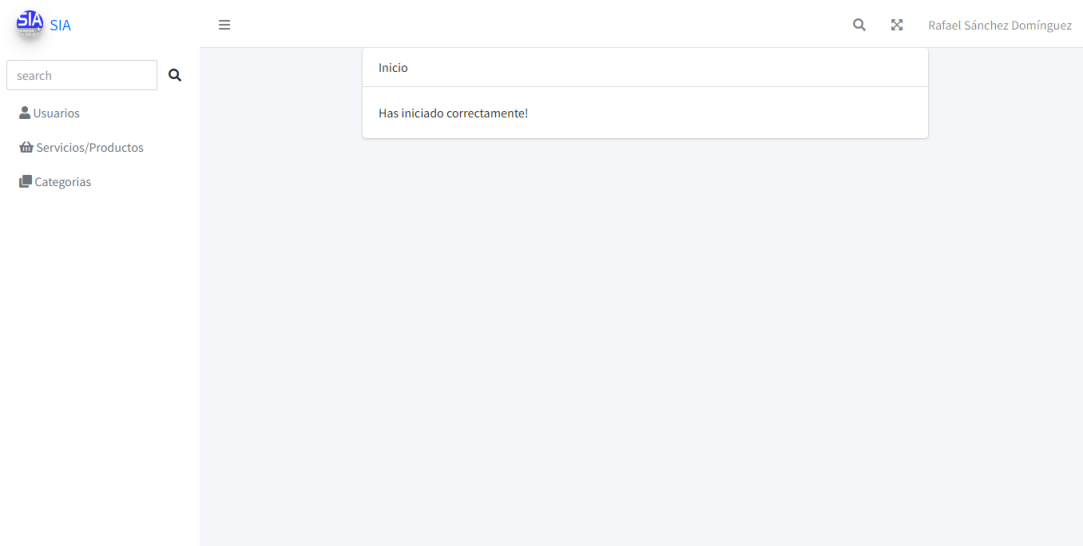 SIA
SIA
Rafael Sánchez Domínguez
search
Usuarios
Servicios/Productos
Categorias
Inicio
Has iniciado correctamente!